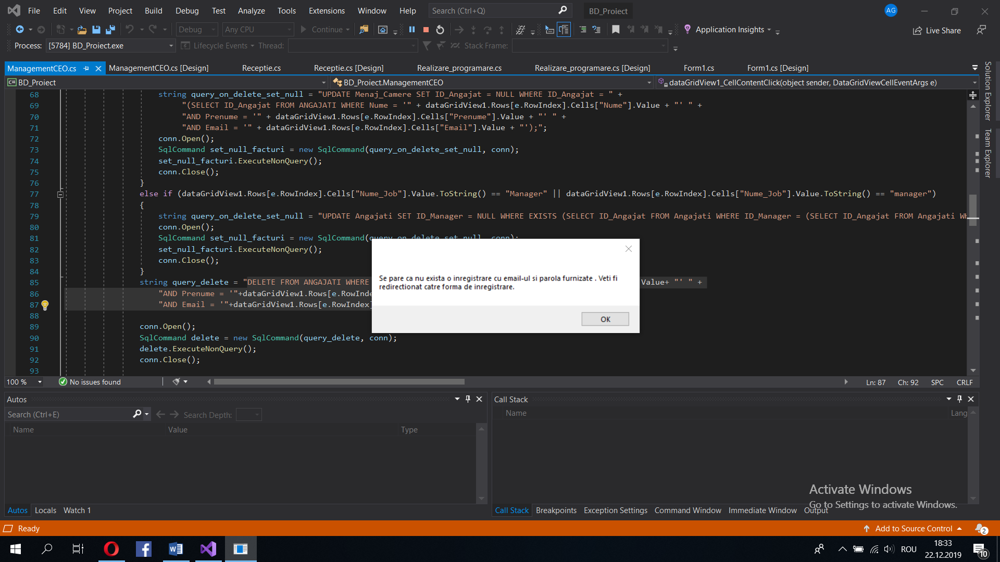 File Edit View Project Build Debug Test Analyze Tools Extensions Window Help Search (Ctrl+Q) BD_Proiect AG
Debug Any CPU Continue Application Insights Live Share
Process: [5784] BD_Proiect.exe Lifecycle Events Thread: Stack Frame:
ManagementCEO.cs ManagementCEO.cs [Design] Receptie.cs Receptie.cs [Design] Realizare_programare.cs Realizare_programare.cs [Design] Form1.cs Form1.cs [Design]
BD_Proiect BD_Proiect.ManagementCEO dataGridView1_CellContentClick(object sender, DataGridViewCellEventArgs e)
Solution Explorer
Team Explorer
68 string query_on_delete_set_null = "UPDATE Menaj_Camere SET ID_Angajat = NULL WHERE ID_Angajat = " +
69 "(SELECT ID_Angajat FROM ANGAJATI WHERE Nume = '" + dataGridView1.Rows[e.RowIndex].Cells["Nume"].Value + "' " +
70 "AND Prenume = '" + dataGridView1.Rows[e.RowIndex].Cells["Prenume"].Value + "' " +
71 "AND Email = '" + dataGridView1.Rows[e.RowIndex].Cells["Email"].Value + "');";
72 conn.Open();
73 SqlCommand set_null_facturi = new SqlCommand(query_on_delete_set_null, conn);
74 set_null_facturi.ExecuteNonQuery();
75 conn.Close();
76 }
77 else if (dataGridView1.Rows[e.RowIndex].Cells["Nume_Job"].Value.ToString() == "Manager" || dataGridView1.Rows[e.RowIndex].Cells["Nume_Job"].Value.ToString() == "manager")
78 {
79 string query_on_delete_set_null = "UPDATE Angajati SET ID_Manager = NULL WHERE EXISTS (SELECT ID_Angajat FROM Angajati WHERE ID_Manager = (SELECT ID_Angajat FROM Angajati WH
80 conn.Open();
81 SqlCommand set_null_facturi = new SqlCommand(query_on_delete_set_null, conn);
82 set_null_facturi.ExecuteNonQuery();
83 conn.Close();
84 }
85 string query_delete = "DELETE FROM ANGAJATI WHERE Value+ "' " +
86 "AND Prenume = '"+dataGridView1.Rows[e.RowInde
87 "AND Email = '"+dataGridView1.Rows[e.RowIndex]
88
89 conn.Open();
90 SqlCommand delete = new SqlCommand(query_delete, conn);
91 delete.ExecuteNonQuery();
92 conn.Close();
93
Se pare ca nu exista o inregistrare cu email-ul si parola furnizate . Veti fi
redirectionat catre forma de inregistrare.
OK
100 % No issues found Ln: 87 Ch: 92 SPC CRLF
Autos
Search (Ctrl+E) Search Depth:
Name Value Type
Autos Locals Watch 1
Call Stack
Name Lang
Call Stack Breakpoints Exception Settings Command Window Immediate Window Output
Activate Windows
Go to Settings to activate Windows.
Ready Add to Source Control 2
ROU 18:33
22.12.2019 10